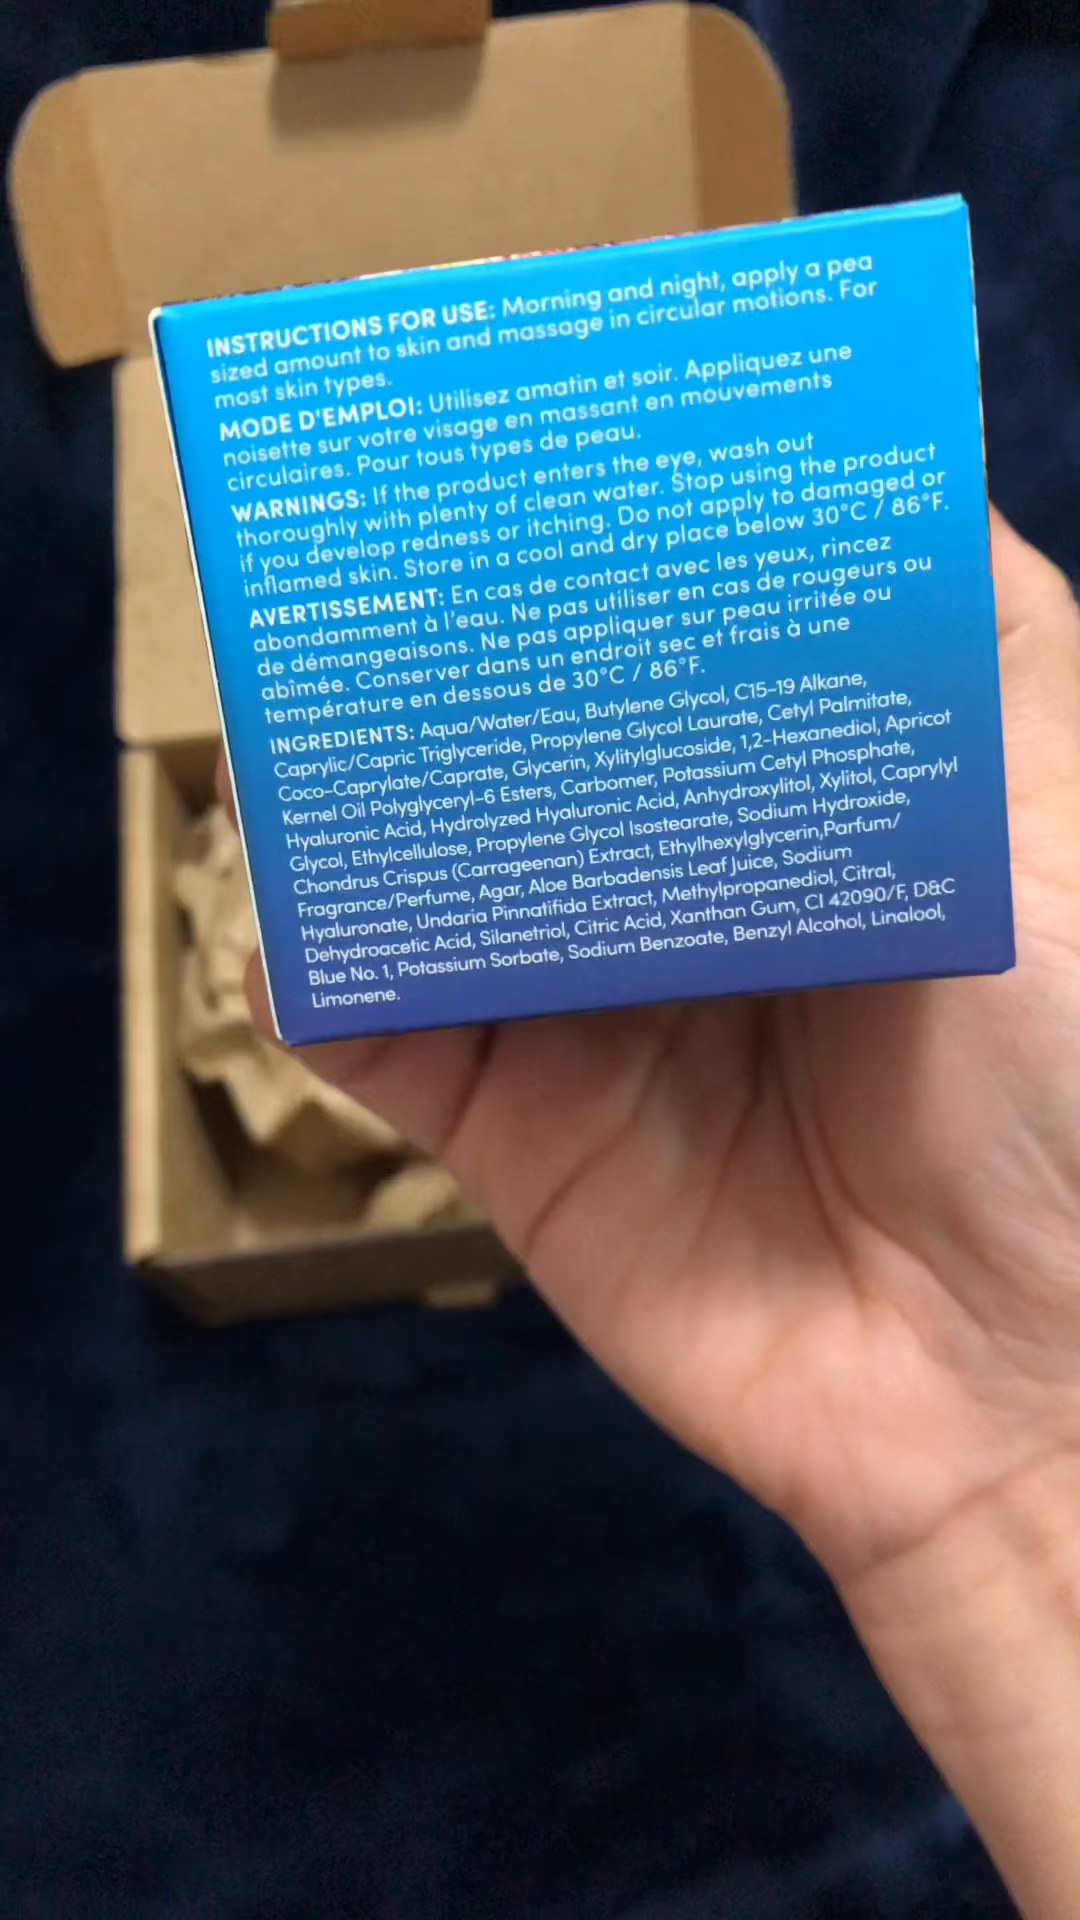 INSTRUCTIONS FOR USE: Morning and night, apply a pea
sized amount to skin and massage in circular motions. For
most skin types.
MODE D'EMPLOI: Utilisez amatin et soir. Appliquez une
noisette sur votre visage en massant en mouvements
circulaires. Pour tous types de peau.
WARNINGS: If the product enters the eye, wash out
thoroughly with plenty of clean water. Stop using the product
if you develop redness or itching. Do not apply to damaged or
inflamed skin. Store in a cool and dry place below 30°C / 86°F.
AVERTISSEMENT: En cas de contact avec les yeux, rincez
abondamment à l'eau. Ne pas utiliser en cas de rougeurs ou
de démangeaisons. Ne pas appliquer sur peau irritée ou
abîmée. Conserver dans un endroit sec et frais à une
température en dessous de 30°C / 86°F.
INGREDIENTS: Aqua/Water/Eau, Butylene Glycol, C15-19 Alkane,
Caprylic/Capric Triglyceride, Propylene Glycol Laurate, Cetyl Palmitate,
Coco-Caprylate/Caprate, Glycerin, Xylitylglucoside, 1,2-Hexanediol, Apricot
Kernel Oil Polyglyceryl-6 Esters, Carbomer, Potassium Cetyl Phosphate,
Hyaluronic Acid, Hydrolyzed Hyaluronic Acid, Anhydroxylitol, Xylitol, Caprylyl
Glycol, Ethylcellulose, Propylene Glycol Isostearate, Sodium Hydroxide,
Chondrus Crispus (Carrageenan) Extract, Ethylhexylglycerin,Parfum/
Fragrance/Perfume, Agar, Aloe Barbadensis Leaf Juice, Sodium
Hyaluronate, Undaria Pinnatifida Extract, Methylpropanediol, Citral,
Dehydroacetic Acid, Silanetriol, Citric Acid, Xanthan Gum, CI 42090/F, D&C
Blue No. 1, Potassium Sorbate, Sodium Benzoate, Benzyl Alcohol, Linalool,
Limonene.